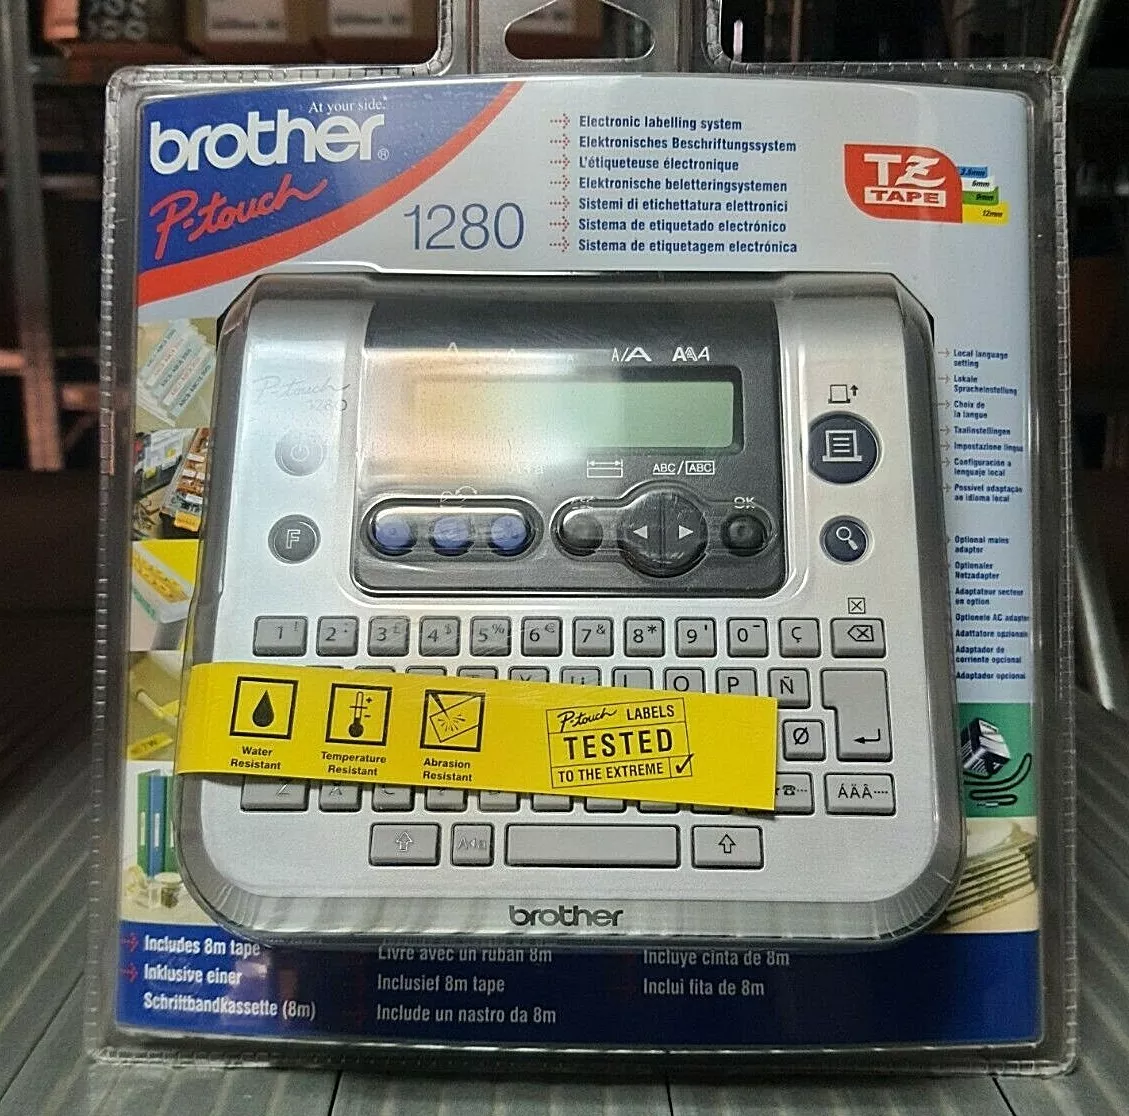 At your side.
brother®
P-touch
1280
Electronic labelling system
Elektronisches Beschriftungssystem
L'étiqueteuse électronique
Elektronische beletteringsystemen
Sistemi di etichettatura elettronici
Sistema de etiquetado electrónico
Sistema de etiquetagem electrónica
TZ
TAPE
3.5mm
6mm
9mm
12mm
Local language
setting
Lokale
Spracheinstellung
Choix de
la langue
Taalinstellingen
Impostazione lingua
Configuración a
lenguaje local
Possível adaptação
ao idioma local
Optional mains
adaptor
Optionaler
Netzadapter
Adaptateur secteur
en option
Optionele AC adapter
Adattatore opzionale
Adaptador de
corriente opcional
Adaptador opcional
P-touch
1280
A/A AAA
ABC/ABC
OK
F
1 ! 2 : 3 £ 4 $ 5 % 6 € 7 & 8 * 9 ' 0 - Ç
O P Ñ
Ø
Z
ÁÄÂ····
A◂a
Water
Resistant
Temperature
Resistant
Abrasion
Resistant
P-touch LABELS
TESTED
TO THE EXTREME
brother
Includes 8m tape
Inklusive einer
Schriftbandkassette (8m)
Livre avec un ruban 8m
Inclusief 8m tape
Include un nastro da 8m
Incluye cinta de 8m
Inclui fita de 8m